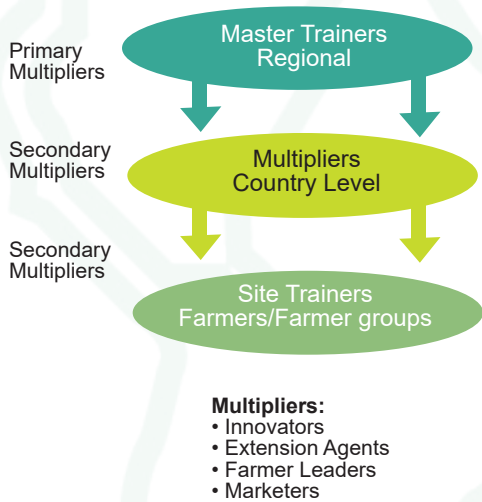 Primary
Multipliers
Master Trainers
Regional
Secondary
Multipliers
Multipliers
Country Level
Secondary
Multipliers
Site Trainers
Farmers/Farmer groups
Multipliers:
• Innovators
• Extension Agents
• Farmer Leaders
• Marketers